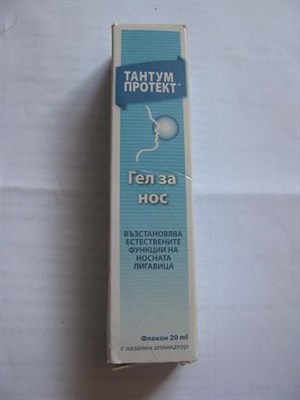 ТАНТУМ
ПРОТЕКТ®
Гел за
нос
ВЪЗСТАНОВЯВА
ЕСТЕСТВЕНИТЕ
ФУНКЦИИ НА
НОСНАТА
ЛИГАВИЦА
Флакон 20 ml
с назален апликатор